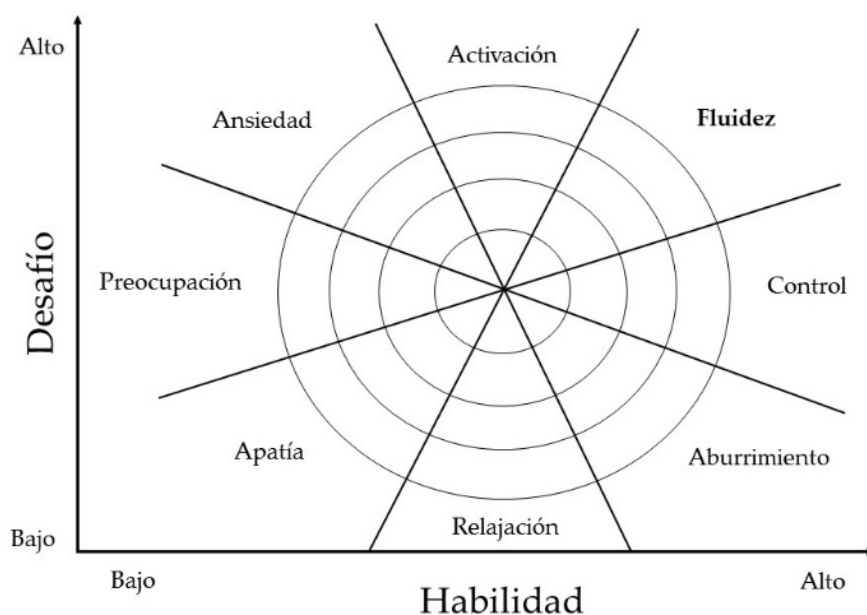 Alto
Activación
Ansiedad
Fluidez
Desafío
Preocupación
Control
Apatía
Aburrimiento
Relajación
Bajo
Bajo
Alto
Habilidad